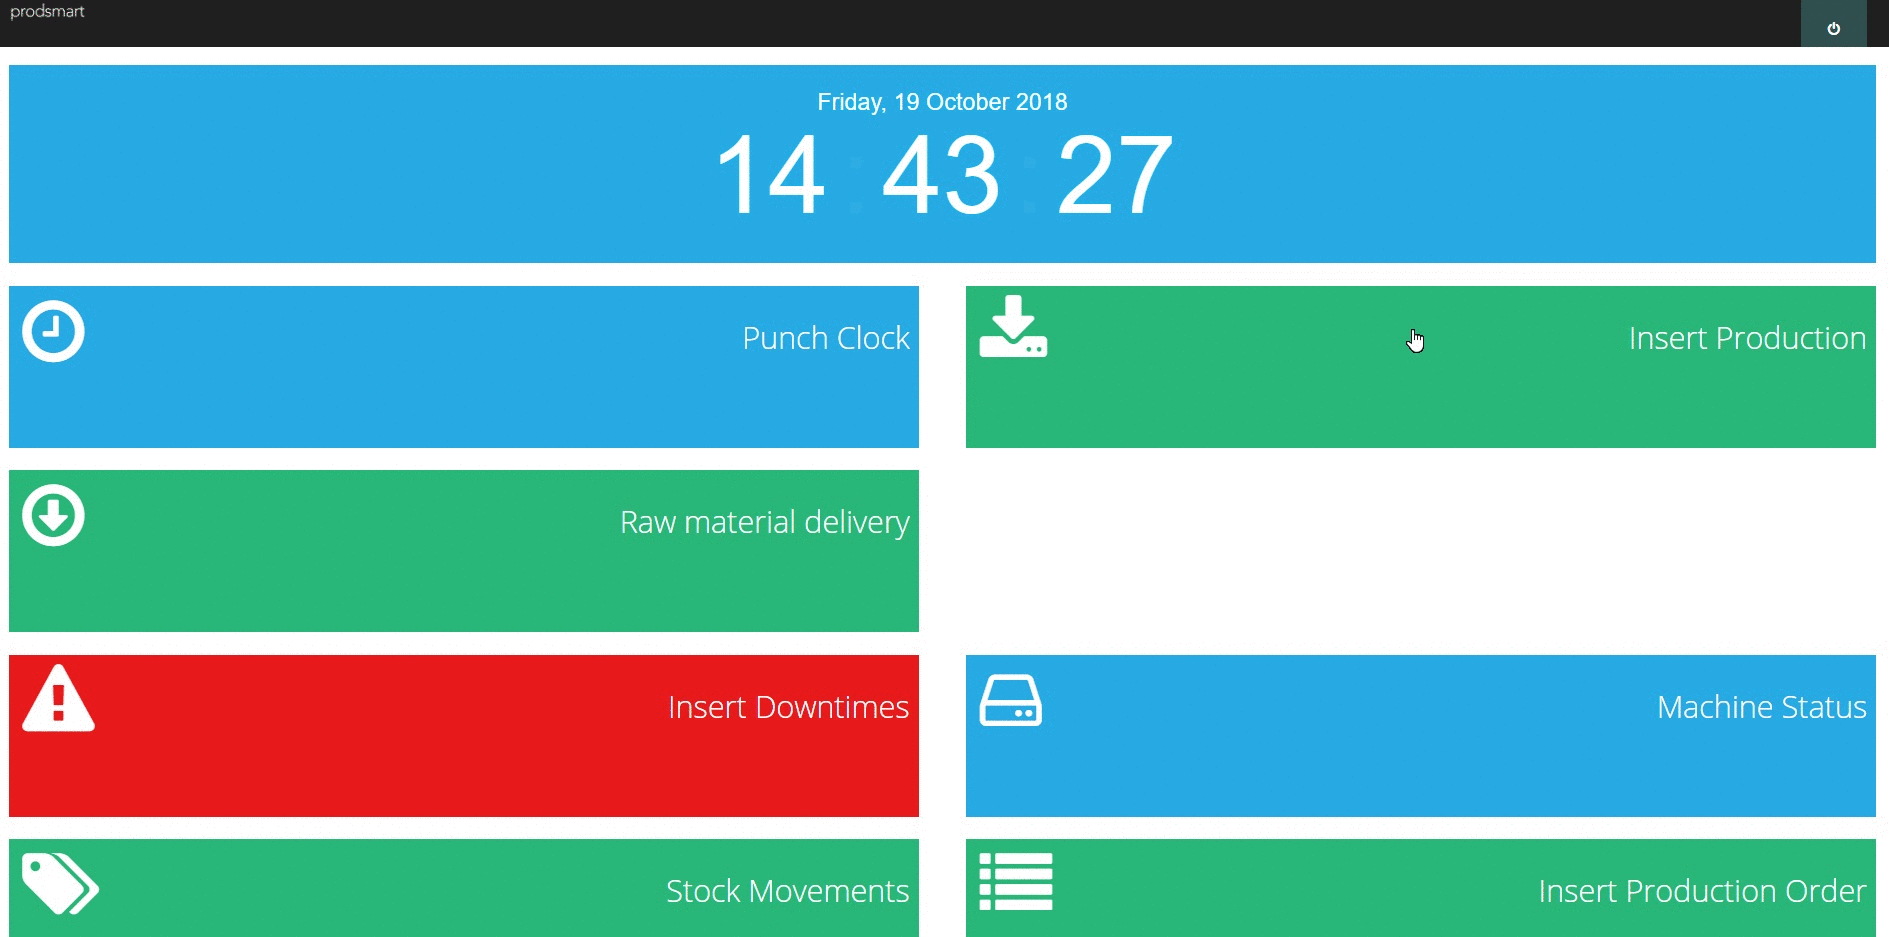 prodsmart
Friday, 19 October 2018
14 : 43 : 27
Punch Clock
Insert Production
Raw material delivery
Insert Downtimes
Machine Status
Stock Movements
Insert Production Order